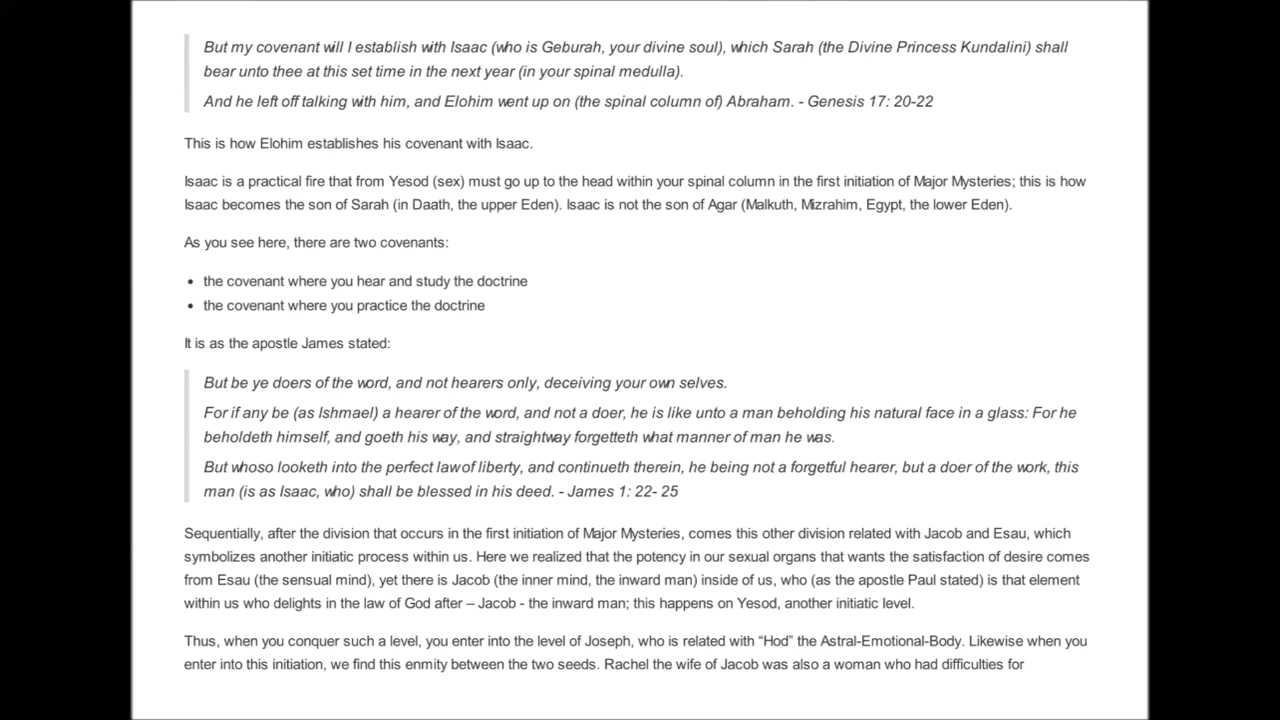 But my covenant will I establish with Isaac (who is Geburah, your divine soul), which Sarah (the Divine Princess Kundalini) shall
bear unto thee at this set time in the next year (in your spinal medulla).
And he left off talking with him, and Elohim went up on (the spinal column of) Abraham. - Genesis 17: 20-22
This is how Elohim establishes his covenant with Isaac.
Isaac is a practical fire that from Yesod (sex) must go up to the head within your spinal column in the first initiation of Major Mysteries; this is how
Isaac becomes the son of Sarah (in Daath, the upper Eden). Isaac is not the son of Agar (Malkuth, Mizrahim, Egypt, the lower Eden).
As you see here, there are two covenants:
• the covenant where you hear and study the doctrine
• the covenant where you practice the doctrine
It is as the apostle James stated:
But be ye doers of the word, and not hearers only, deceiving your own selves.
For if any be (as Ishmael) a hearer of the word, and not a doer, he is like unto a man beholding his natural face in a glass: For he
beholdeth himself, and goeth his way, and straightway forgetteth what manner of man he was.
But whoso looketh into the perfect law of liberty, and continueth therein, he being not a forgetful hearer, but a doer of the work, this
man (is as Isaac, who) shall be blessed in his deed. - James 1: 22- 25
Sequentially, after the division that occurs in the first initiation of Major Mysteries, comes this other division related with Jacob and Esau, which
symbolizes another initiatic process within us. Here we realized that the potency in our sexual organs that wants the satisfaction of desire comes
from Esau (the sensual mind), yet there is Jacob (the inner mind, the inward man) inside of us, who (as the apostle Paul stated) is that element
within us who delights in the law of God after – Jacob - the inward man; this happens on Yesod, another initiatic level.
Thus, when you conquer such a level, you enter into the level of Joseph, who is related with “Hod” the Astral-Emotional-Body. Likewise when you
enter into this initiation, we find this enmity between the two seeds. Rachel the wife of Jacob was also a woman who had difficulties for